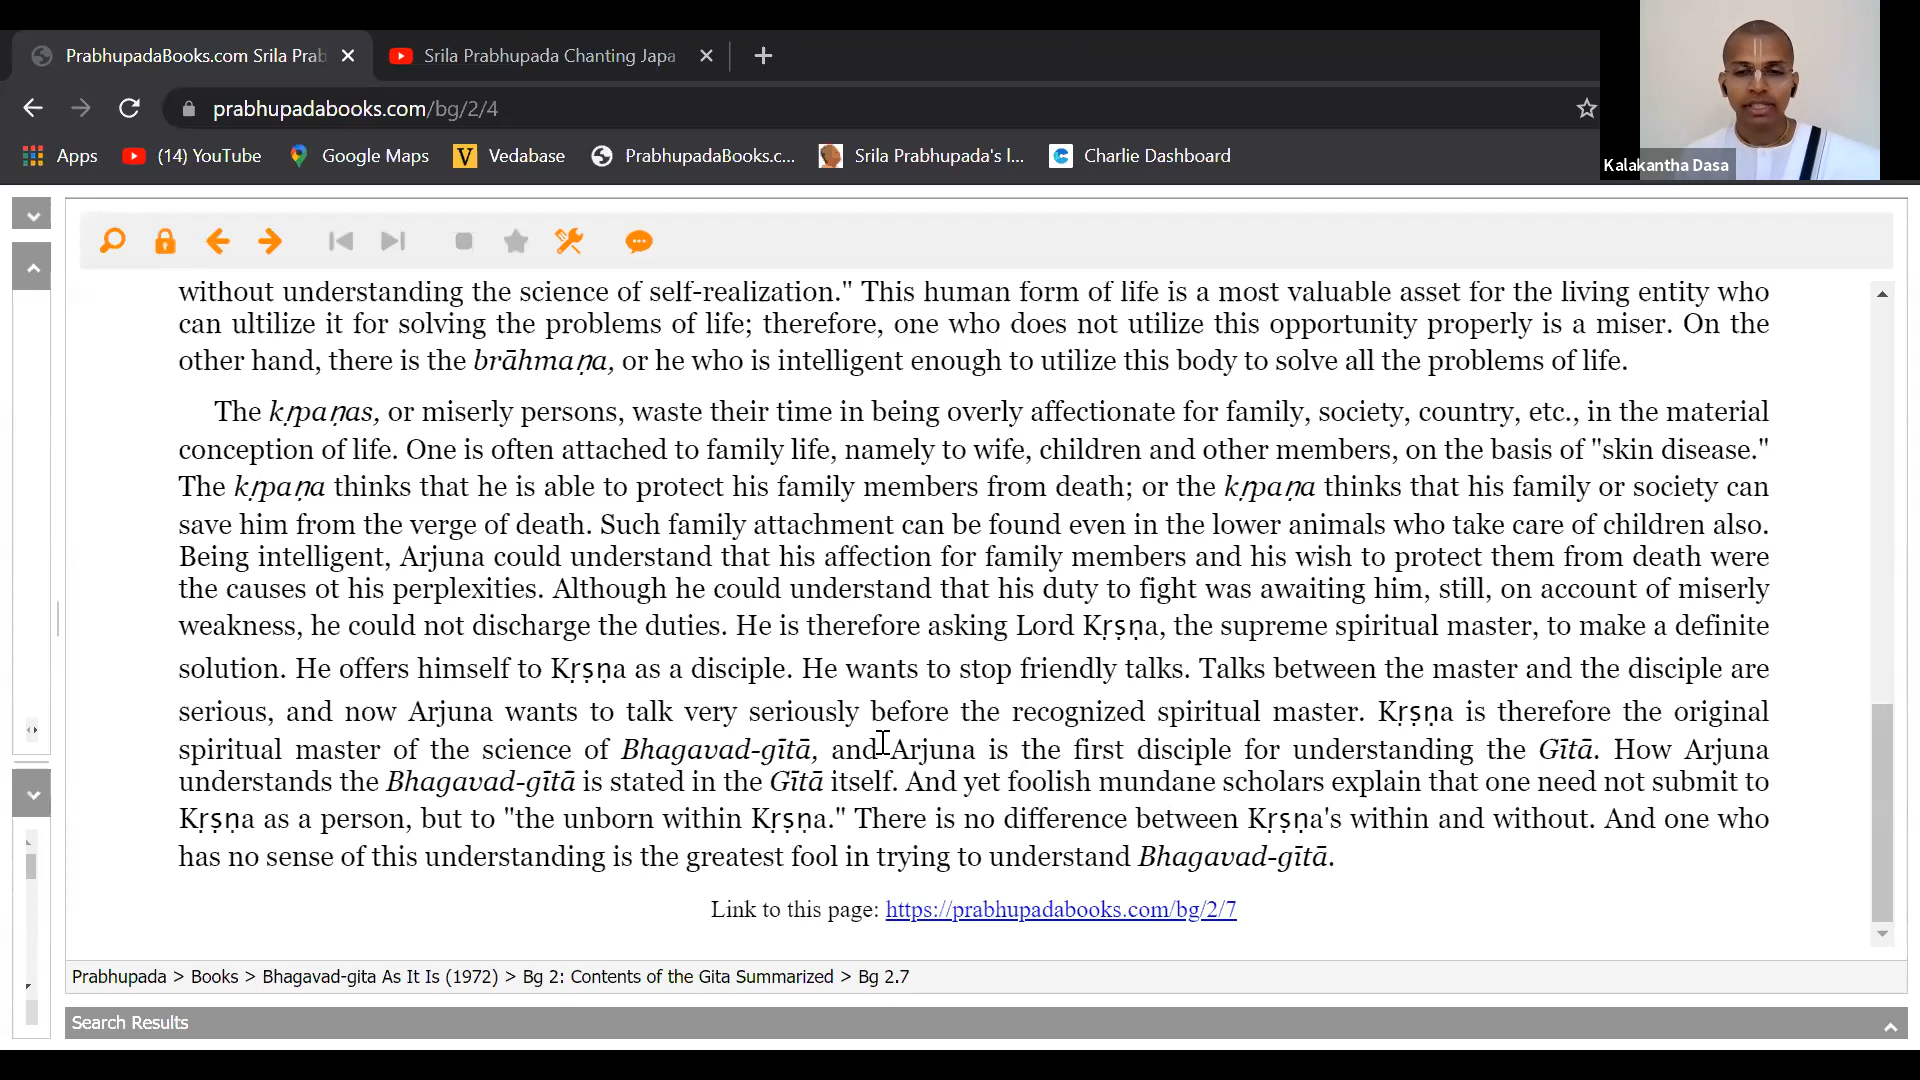 PrabhupadaBooks.com Srila Prab
Srila Prabhupada Chanting Japa
prabhupadabooks.com/bg/2/4
Apps
(14) YouTube
Google Maps
Vedabase
PrabhupadaBooks.c...
Srila Prabhupada's l...
Charlie Dashboard
Kalakantha Dasa
without understanding the science of self-realization." This human form of life is a most valuable asset for the living entity who
can ultilize it for solving the problems of life; therefore, one who does not utilize this opportunity properly is a miser. On the
other hand, there is the brāhmaṇa, or he who is intelligent enough to utilize this body to solve all the problems of life.
The kṛpaṇas, or miserly persons, waste their time in being overly affectionate for family, society, country, etc., in the material
conception of life. One is often attached to family life, namely to wife, children and other members, on the basis of "skin disease."
The kṛpaṇa thinks that he is able to protect his family members from death; or the kṛpaṇa thinks that his family or society can
save him from the verge of death. Such family attachment can be found even in the lower animals who take care of children also.
Being intelligent, Arjuna could understand that his affection for family members and his wish to protect them from death were
the causes ot his perplexities. Although he could understand that his duty to fight was awaiting him, still, on account of miserly
weakness, he could not discharge the duties. He is therefore asking Lord Kṛṣṇa, the supreme spiritual master, to make a definite
solution. He offers himself to Kṛṣṇa as a disciple. He wants to stop friendly talks. Talks between the master and the disciple are
serious, and now Arjuna wants to talk very seriously before the recognized spiritual master. Kṛṣṇa is therefore the original
spiritual master of the science of Bhagavad-gītā, and Arjuna is the first disciple for understanding the Gītā. How Arjuna
understands the Bhagavad-gītā is stated in the Gītā itself. And yet foolish mundane scholars explain that one need not submit to
Kṛṣṇa as a person, but to "the unborn within Kṛṣṇa." There is no difference between Kṛṣṇa's within and without. And one who
has no sense of this understanding is the greatest fool in trying to understand Bhagavad-gītā.
Link to this page: https://prabhupadabooks.com/bg/2/7
Prabhupada > Books > Bhagavad-gita As It Is (1972) > Bg 2: Contents of the Gita Summarized > Bg 2.7
Search Results